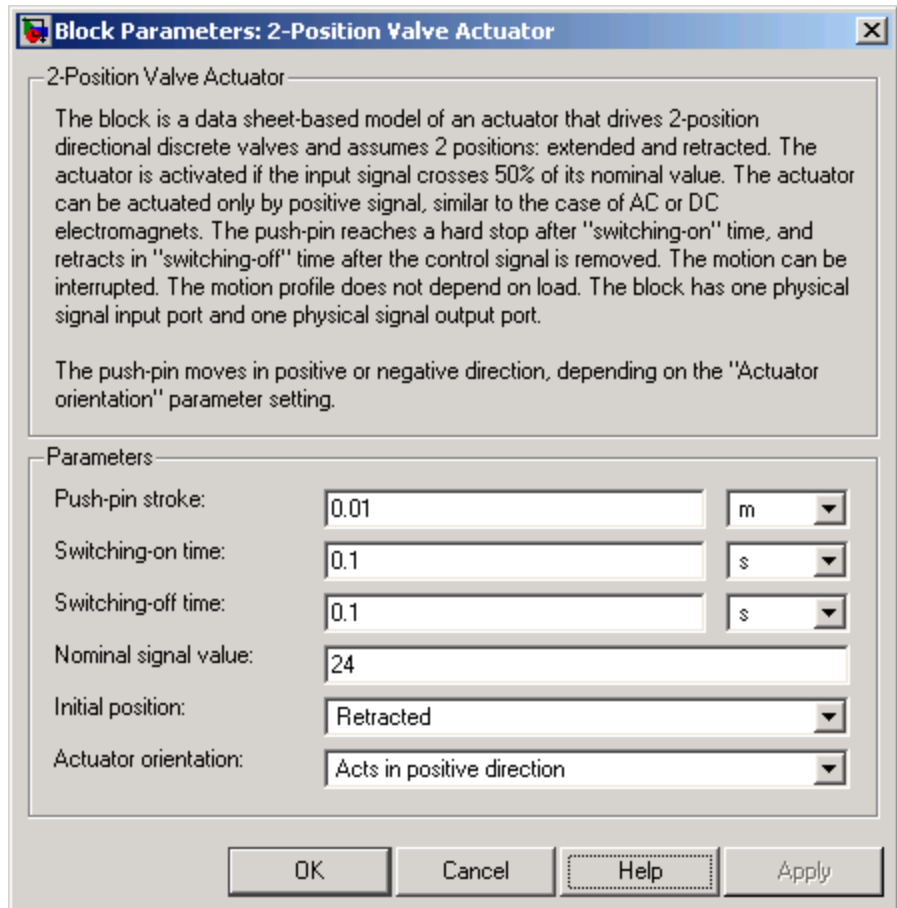 Block Parameters: 2-Position Valve Actuator
2-Position Valve Actuator
The block is a data sheet-based model of an actuator that drives 2-position
directional discrete valves and assumes 2 positions: extended and retracted. The
actuator is activated if the input signal crosses 50% of its nominal value. The actuator
can be actuated only by positive signal, similar to the case of AC or DC
electromagnets. The push-pin reaches a hard stop after "switching-on" time, and
retracts in "switching-off" time after the control signal is removed. The motion can be
interrupted. The motion profile does not depend on load. The block has one physical
signal input port and one physical signal output port.
The push-pin moves in positive or negative direction, depending on the "Actuator
orientation" parameter setting.
Parameters
Push-pin stroke: 0.01 m
Switching-on time: 0.1 s
Switching-off time: 0.1 s
Nominal signal value: 24
Initial position: Retracted
Actuator orientation: Acts in positive direction
OK Cancel Help Apply